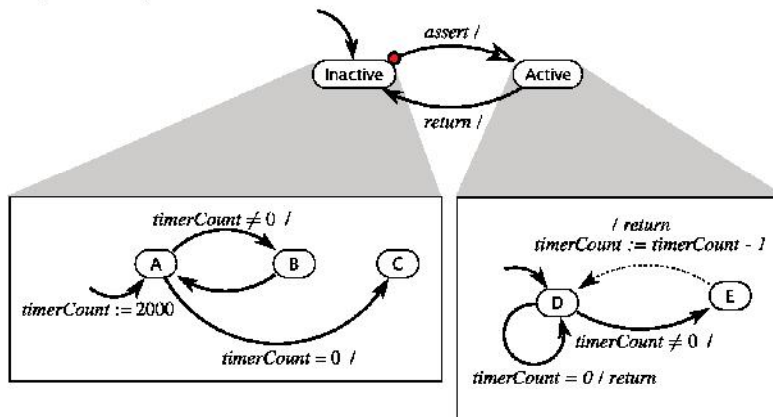 assert /
Inactive
Active
return /
timerCount ≠ 0 /
A
B
C
timerCount := 2000
timerCount = 0 /
/ return
timerCount := timerCount - 1
D
E
timerCount ≠ 0 /
timerCount = 0 / return